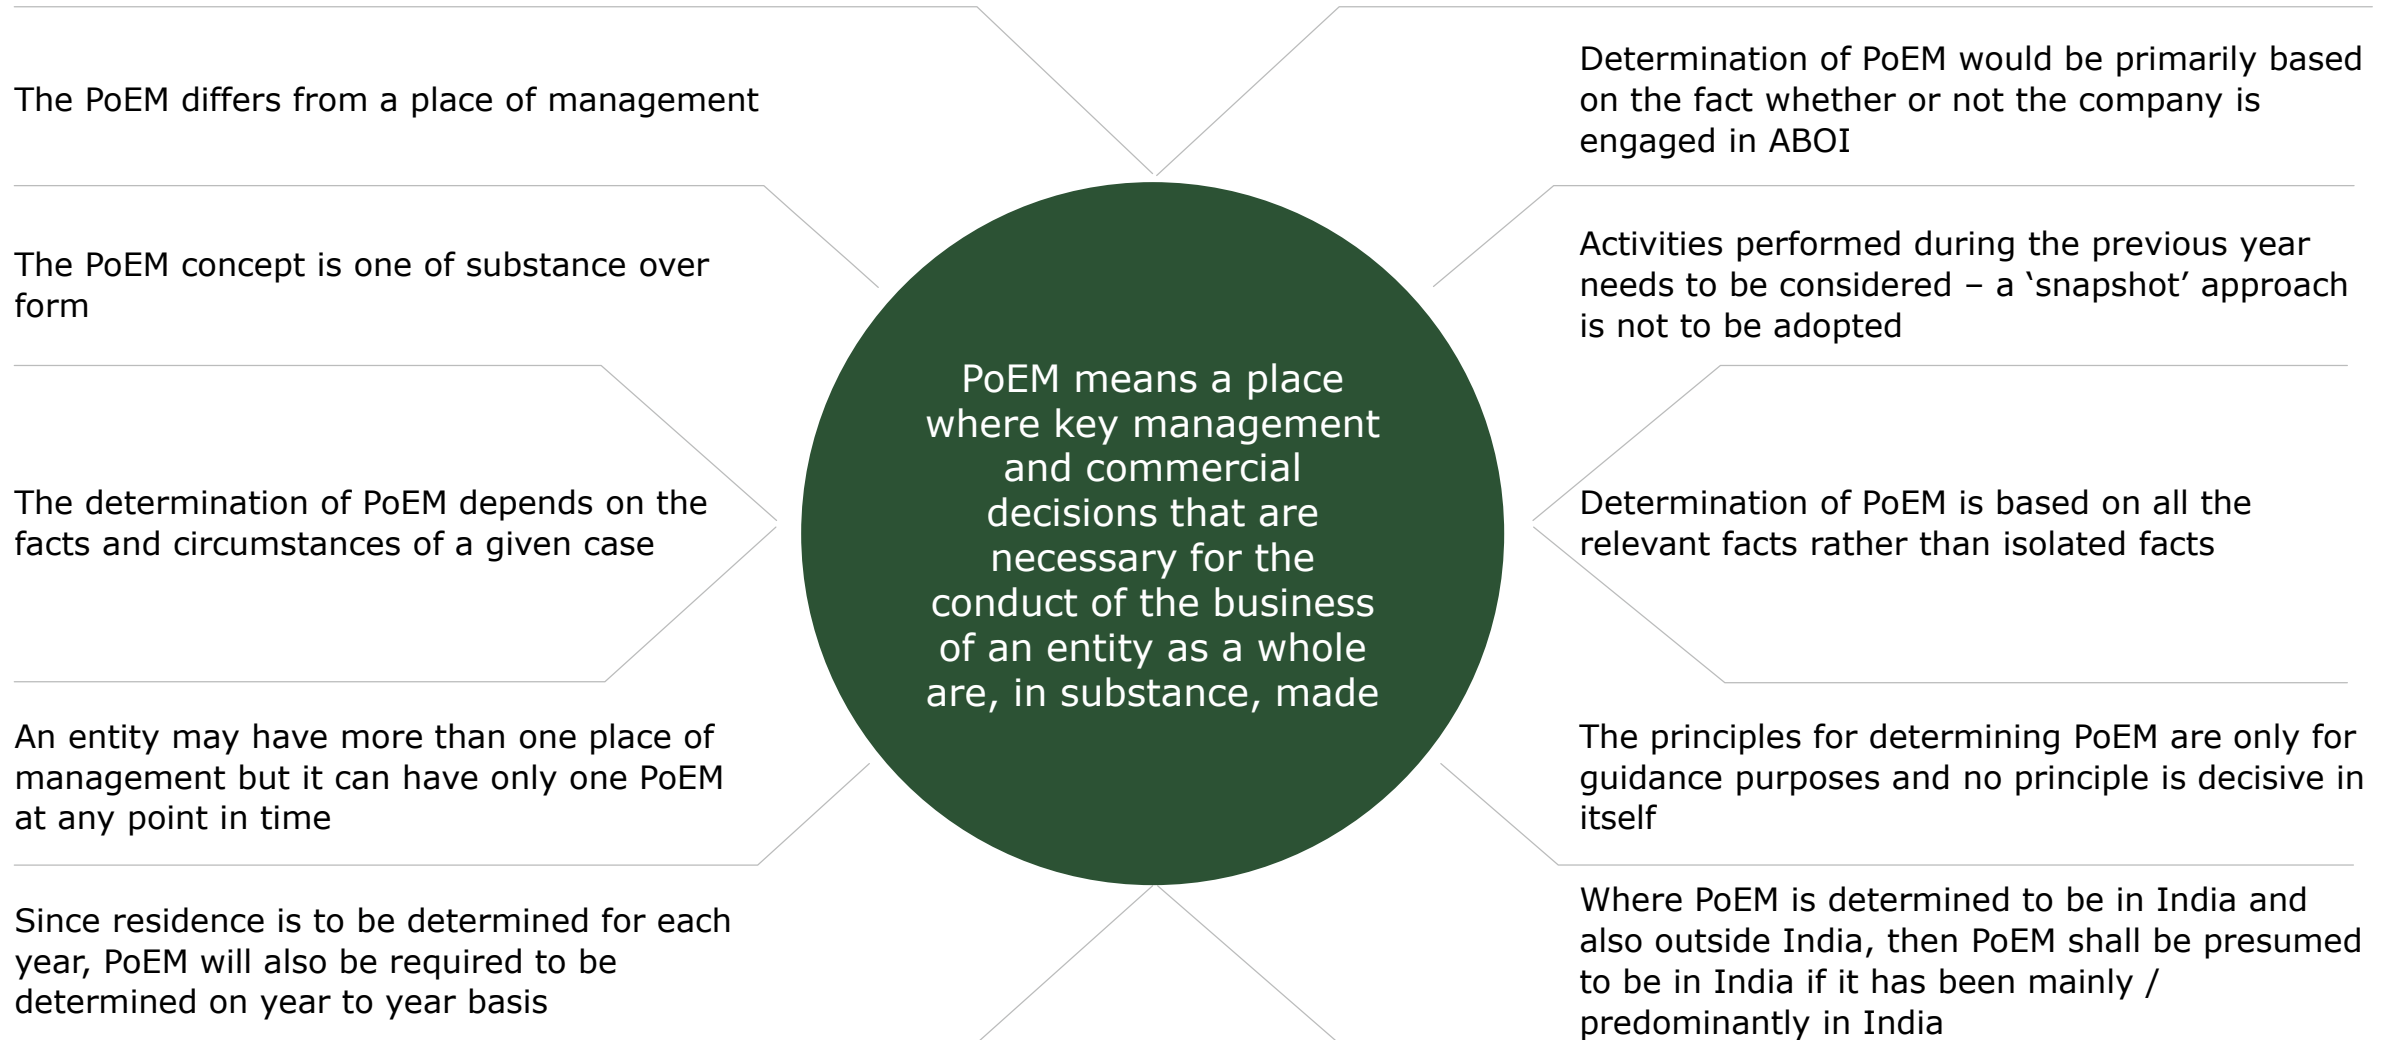 The PoEM differs from a place of management
The PoEM concept is one of substance over
form
The determination of PoEM depends on the
facts and circumstances of a given case
An entity may have more than one place of
management but it can have only one PoEM
at any point in time
Since residence is to be determined for each
year, PoEM will also be required to be
determined on year to year basis
PoEM means a place
where key management
and commercial
decisions that are
necessary for the
conduct of the business
of an entity as a whole
are, in substance, made
Determination of PoEM would be primarily based
on the fact whether or not the company is
engaged in ABOI
Activities performed during the previous year
needs to be considered – a ‘snapshot’ approach
is not to be adopted
Determination of PoEM is based on all the
relevant facts rather than isolated facts
The principles for determining PoEM are only for
guidance purposes and no principle is decisive in
itself
Where PoEM is determined to be in India and
also outside India, then PoEM shall be presumed
to be in India if it has been mainly /
predominantly in India